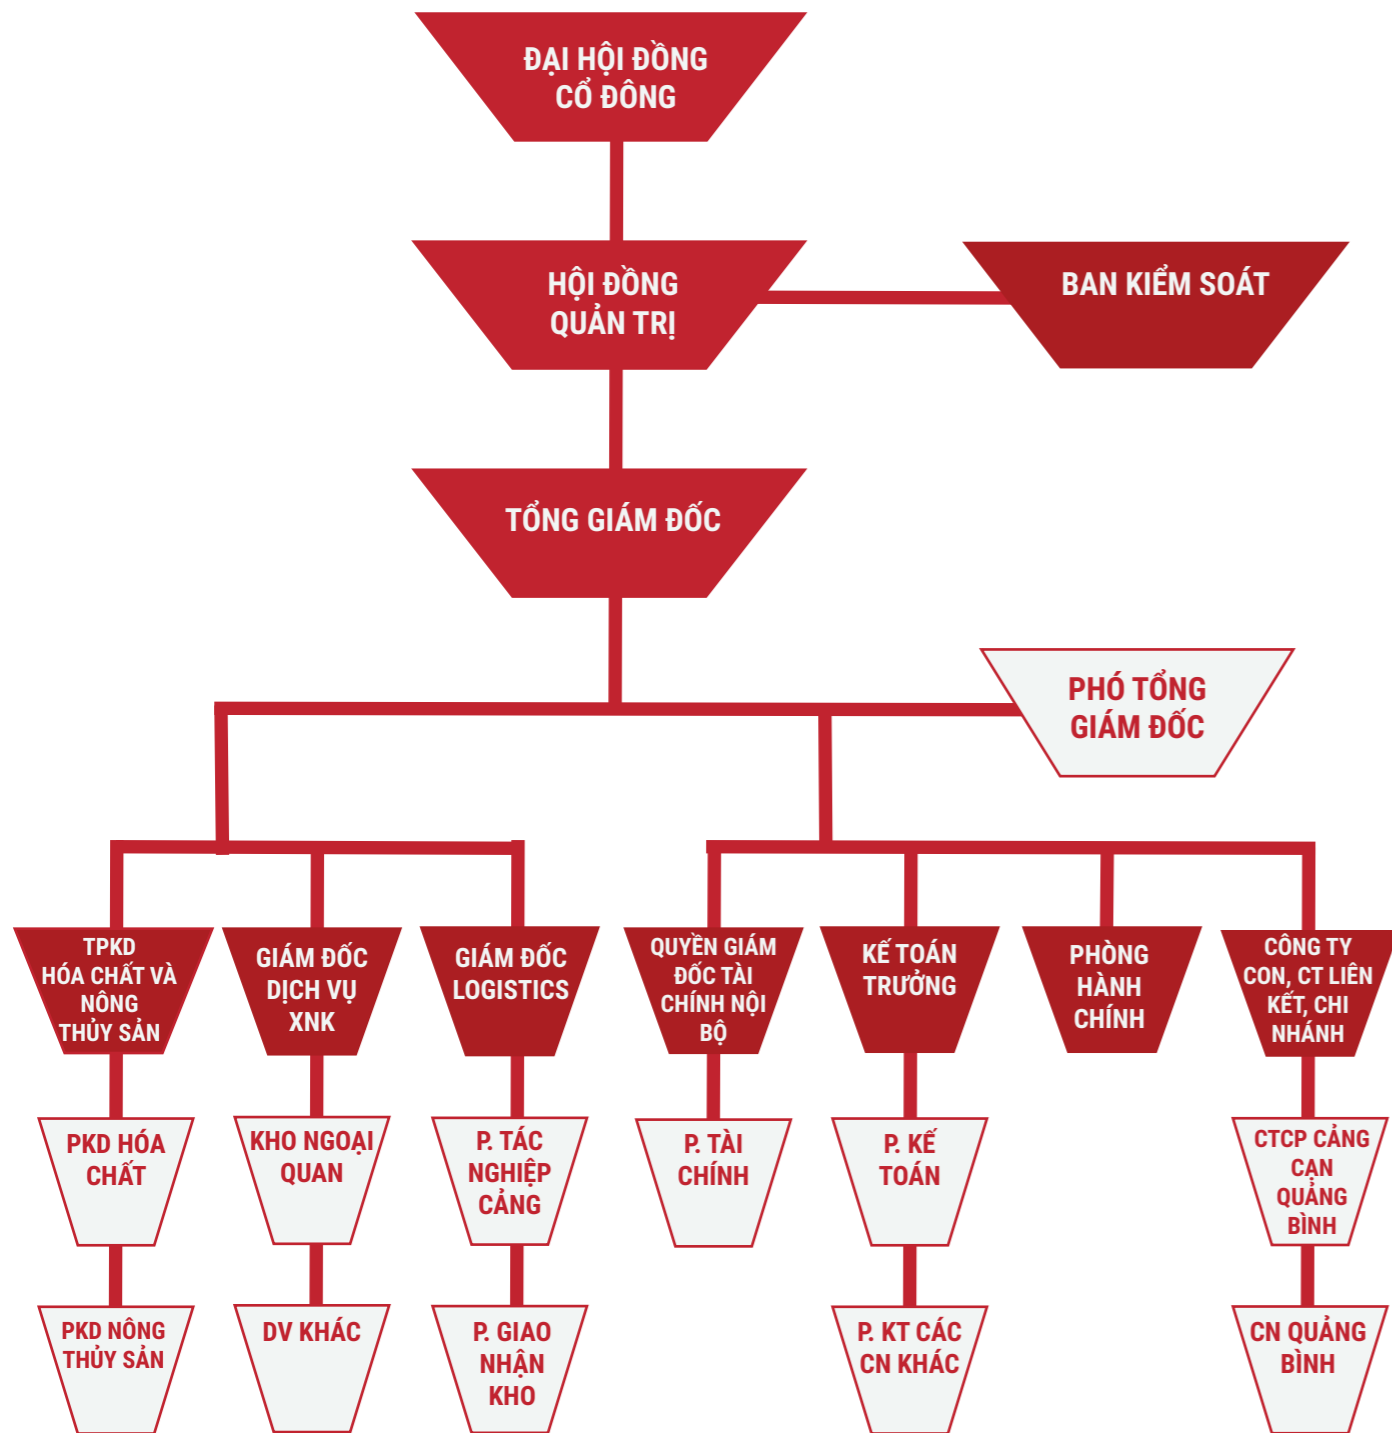 ĐẠI HỘI ĐỒNG
CỔ ĐÔNG
HỘI ĐỒNG
QUẢN TRỊ
BAN KIỂM SOÁT
TỔNG GIÁM ĐỐC
PHÓ TỔNG
GIÁM ĐỐC
TPKD
HÓA CHẤT VÀ
NÔNG
THỦY SẢN
GIÁM ĐỐC
DỊCH VỤ
XNK
GIÁM ĐỐC
LOGISTICS
QUYỀN GIÁM
ĐỐC TÀI
CHÍNH NỘI
BỘ
KẾ TOÁN
TRƯỞNG
PHÒNG
HÀNH
CHÍNH
CÔNG TY
CON, CT LIÊN
KẾT, CHI
NHÁNH
PKD HÓA
CHẤT
KHO NGOẠI
QUAN
P. TÁC
NGHIỆP
CẢNG
P. TÀI
CHÍNH
P. KẾ
TOÁN
CTCP CẢNG
CẠN
QUẢNG
BÌNH
PKD NÔNG
THỦY SẢN
DV KHÁC
P. GIAO
NHẬN
KHO
P. KT CÁC
CN KHÁC
CN QUẢNG
BÌNH